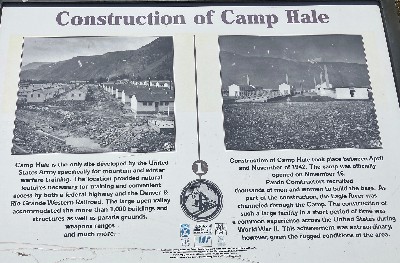 Construction of Camp Hale
Camp Hale is the only site developed by the United
States Army specifically for mountain and winter
warfare training. The location provided natural
features necessary for training and convenient
access by both a federal highway and the Denver &
Rio Grande Western Railroad. The large open valley
accommodated the more than 1,000 buildings and
structures as well as parade grounds,
weapons ranges
and much more.
1
Construction of Camp Hale took place between April
and November of 1942. The camp was officially
opened on November 16.
Pando Constructors recruited
thousands of men and women to build the base. As
part of the construction, the Eagle River was
channeled through the Camp. The construction of
such a large facility in a short period of time was
a common experience across the United States during
World War II. This achievement was extraordinary,
however, given the rugged conditions of the area.